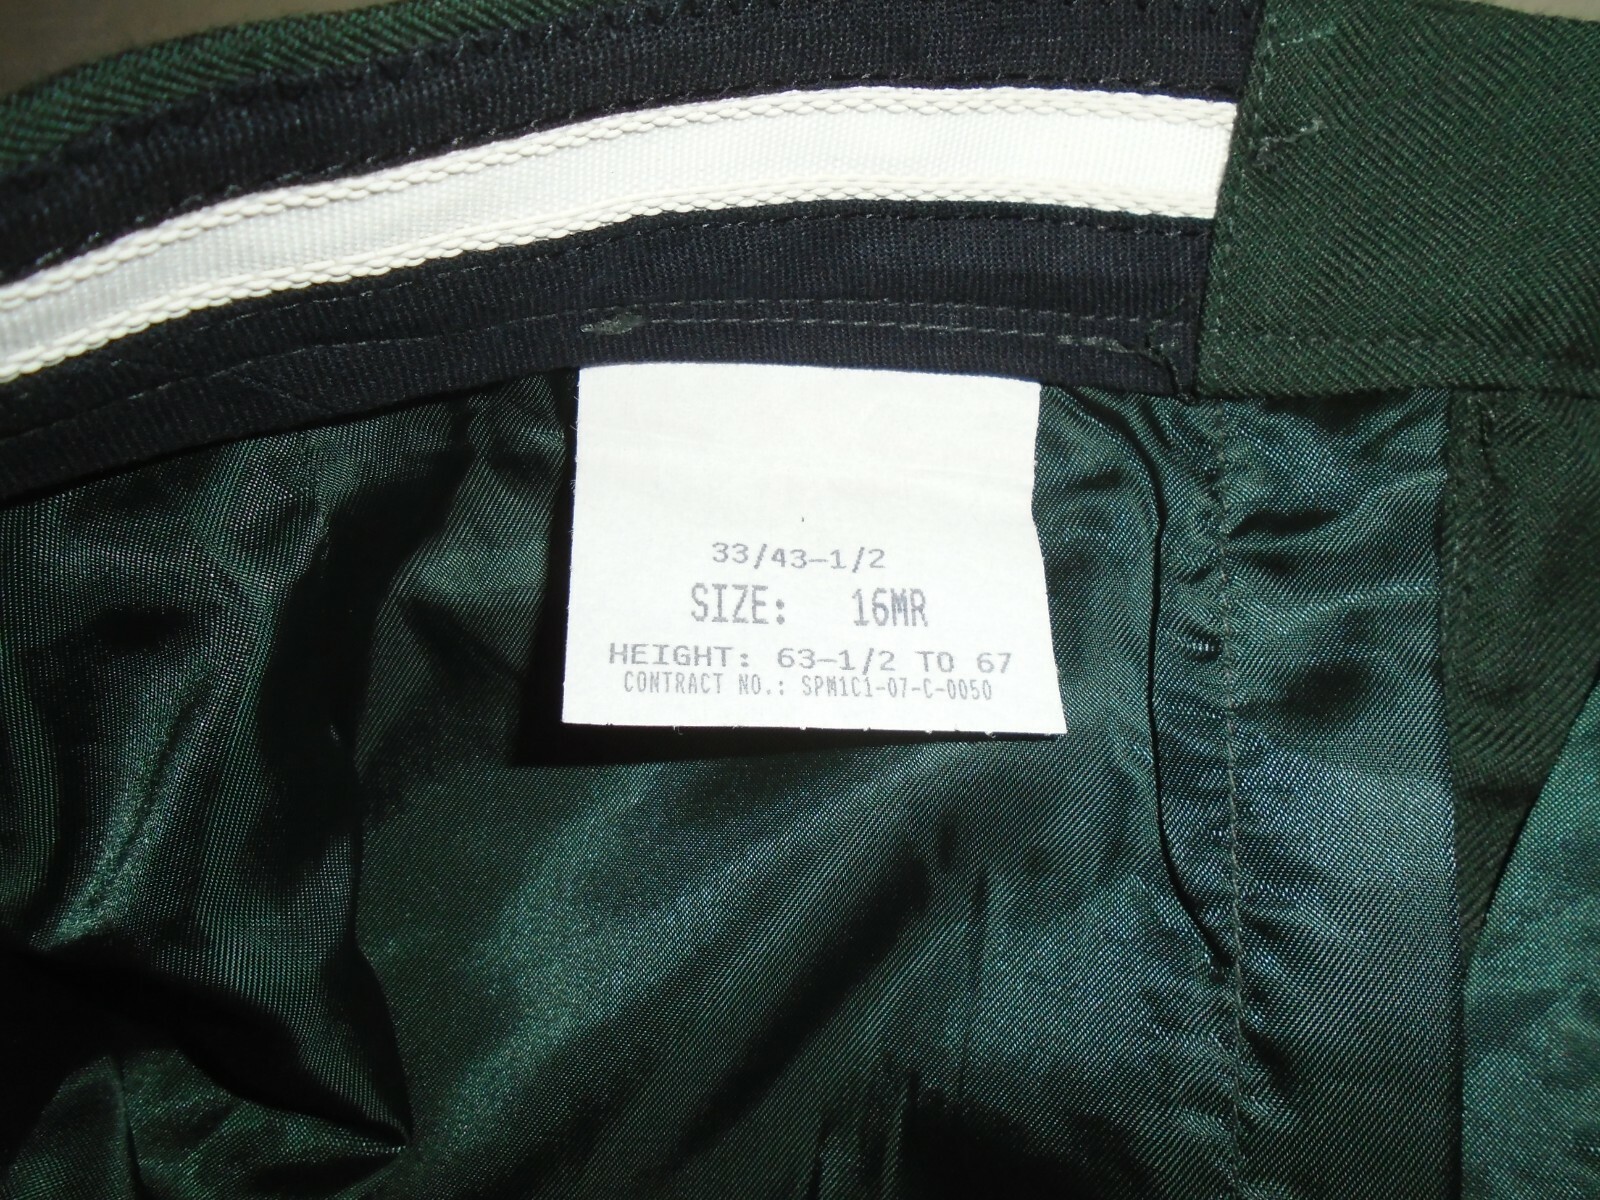 33/43-1/2
SIZE: 16MR
HEIGHT: 63-1/2 TO 67
CONTRACT NO.: SPM1C1-07-C-0050